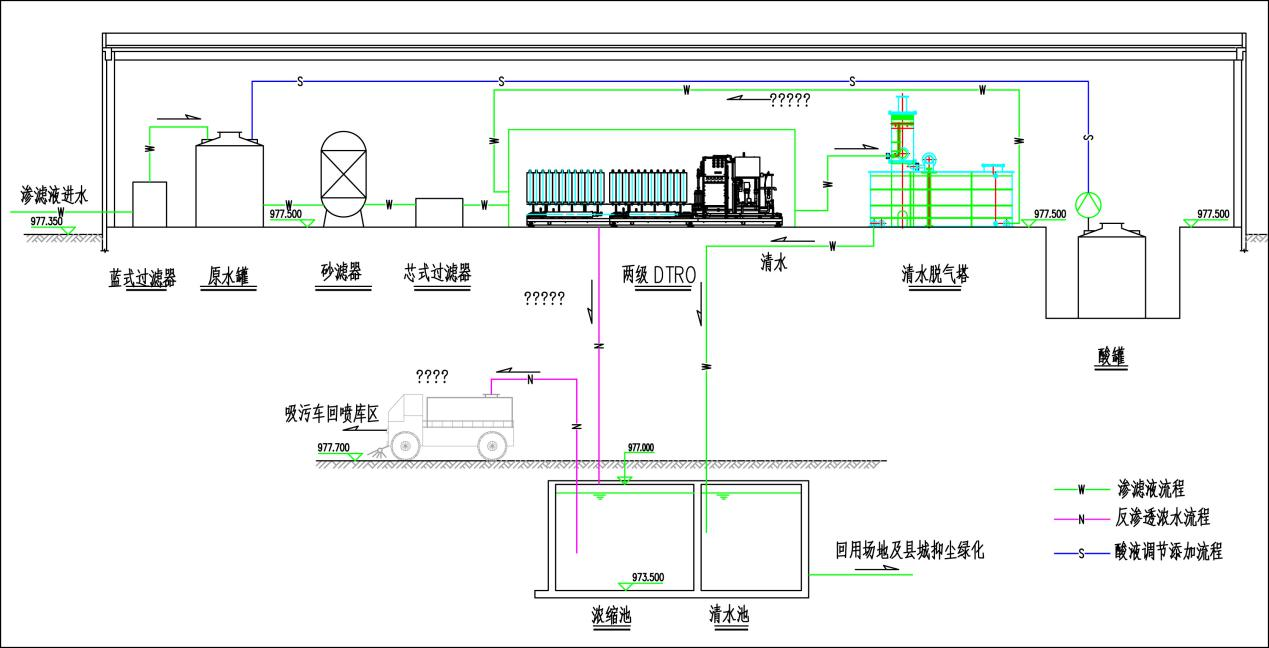 S S S
W W
?????
W W W S
W
渗滤液进水
W
977.350
W
977.500
W W
977.500
977.500
W
清水
蓝式过滤器
原水罐
砂滤器
芯式过滤器
两级 DTRO
清水脱气塔
?????
N
W
酸罐
????
N
吸污车回喷库区
N
977.700
977.000
W 渗滤液流程
N 反渗透浓水流程
S 酸液调节添加流程
回用场地及县城抑尘绿化
973.500
浓缩池
清水池